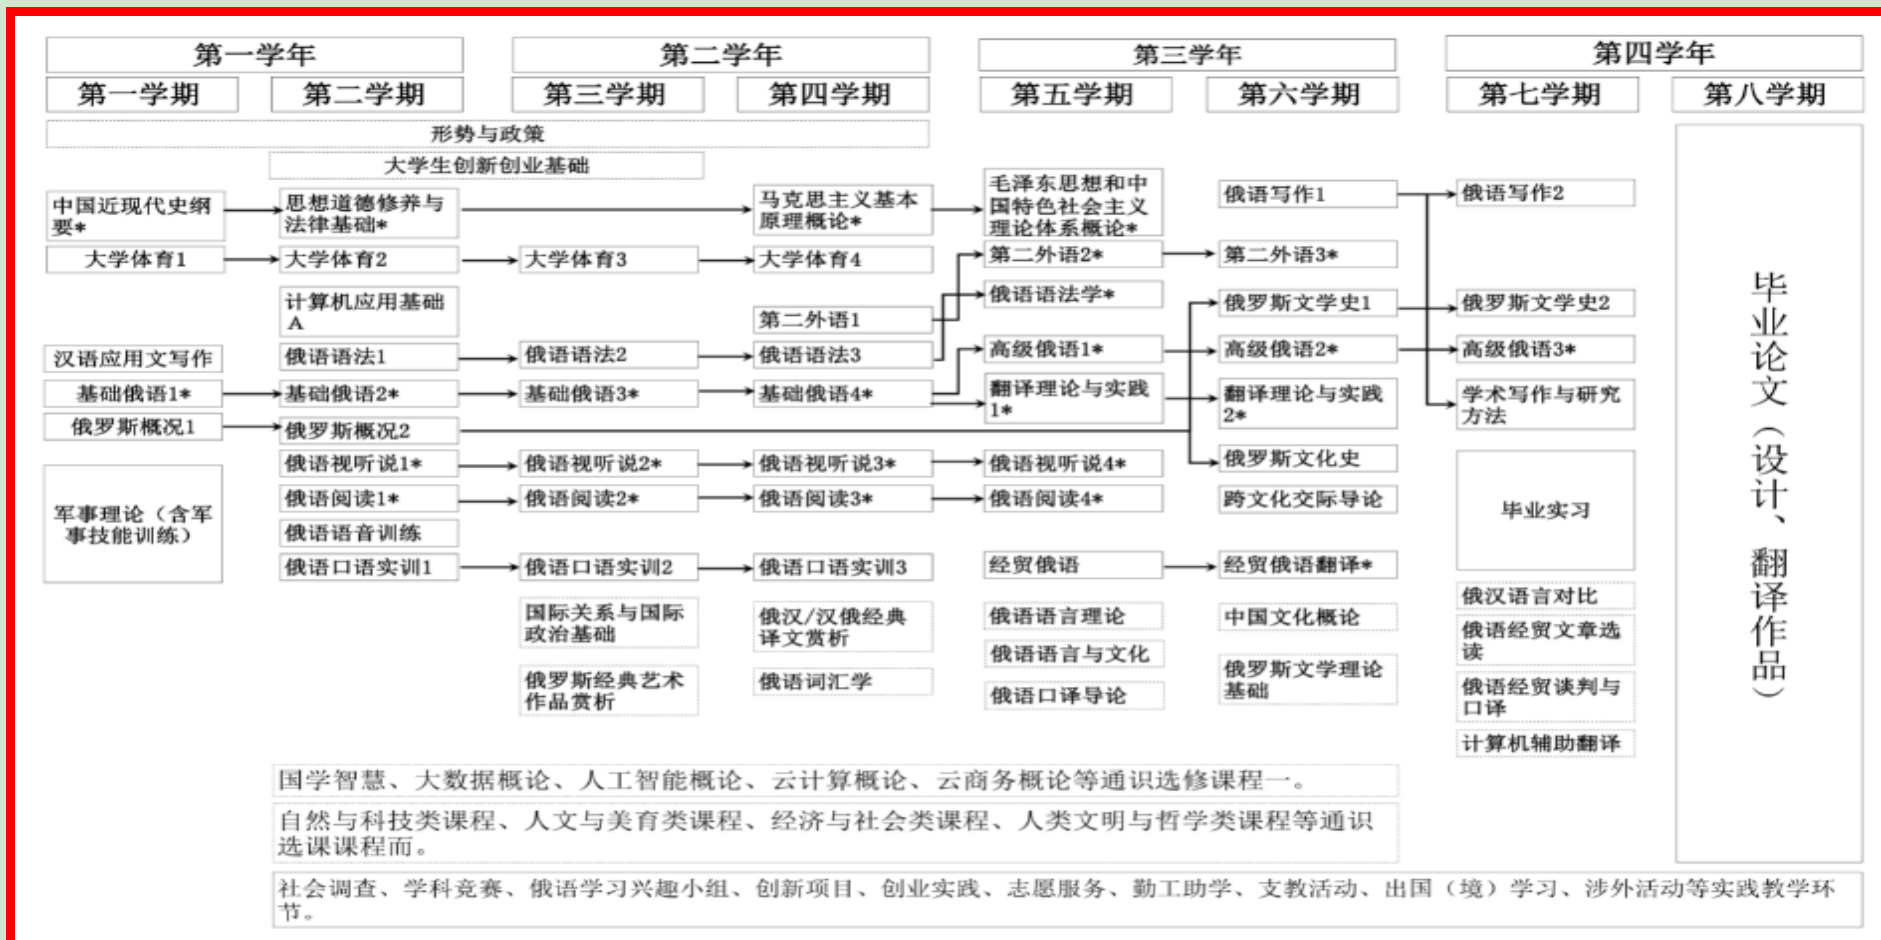 第一学年
第二学年
第三学年
第四学年
第一学期
第二学期
第三学期
第四学期
第五学期
第六学期
第七学期
第八学期
形势与政策
大学生创新创业基础
中国近现代史纲
要*
思想道德修养与
法律基础*
马克思主义基本
原理概论*
毛泽东思想和中
国特色社会主义
理论体系概论*
俄语写作1
俄语写作2
大学体育1
大学体育2
大学体育3
大学体育4
第二外语2*
第二外语3*
计算机应用基础
A
第二外语1
俄语语法学*
俄罗斯文学史1
俄罗斯文学史2
汉语应用文写作
俄语语法1
俄语语法2
俄语语法3
高级俄语1*
高级俄语2*
高级俄语3*
基础俄语1*
基础俄语2*
基础俄语3*
基础俄语4*
翻译理论与实践
1*
翻译理论与实践
2*
学术写作与研究
方法
俄罗斯概况1
俄罗斯概况2
俄语视听说1*
俄语视听说2*
俄语视听说3*
俄语视听说4*
俄罗斯文化史
军事理论（含军
事技能训练）
俄语阅读1*
俄语阅读2*
俄语阅读3*
俄语阅读4*
跨文化交际导论
毕业实习
俄语语音训练
俄语口语实训1
俄语口语实训2
俄语口语实训3
经贸俄语
经贸俄语翻译*
国际关系与国际
政治基础
俄汉/汉俄经典
译文赏析
俄语语言理论
中国文化概论
俄汉语言对比
俄语经贸文章选
读
俄语语言与文化
俄罗斯经典艺术
作品赏析
俄语词汇学
俄语口译导论
俄罗斯文学理论
基础
俄语经贸谈判与
口译
计算机辅助翻译
毕业论文（设计、翻译作品）
国学智慧、大数据概论、人工智能概论、云计算概论、云商务概论等通识选修课程一。
自然与科技类课程、人文与美育类课程、经济与社会类课程、人类文明与哲学类课程等通识
选课课程而。
社会调查、学科竞赛、俄语学习兴趣小组、创新项目、创业实践、志愿服务、勤工助学、支教活动、出国（境）学习、涉外活动等实践教学环
节。